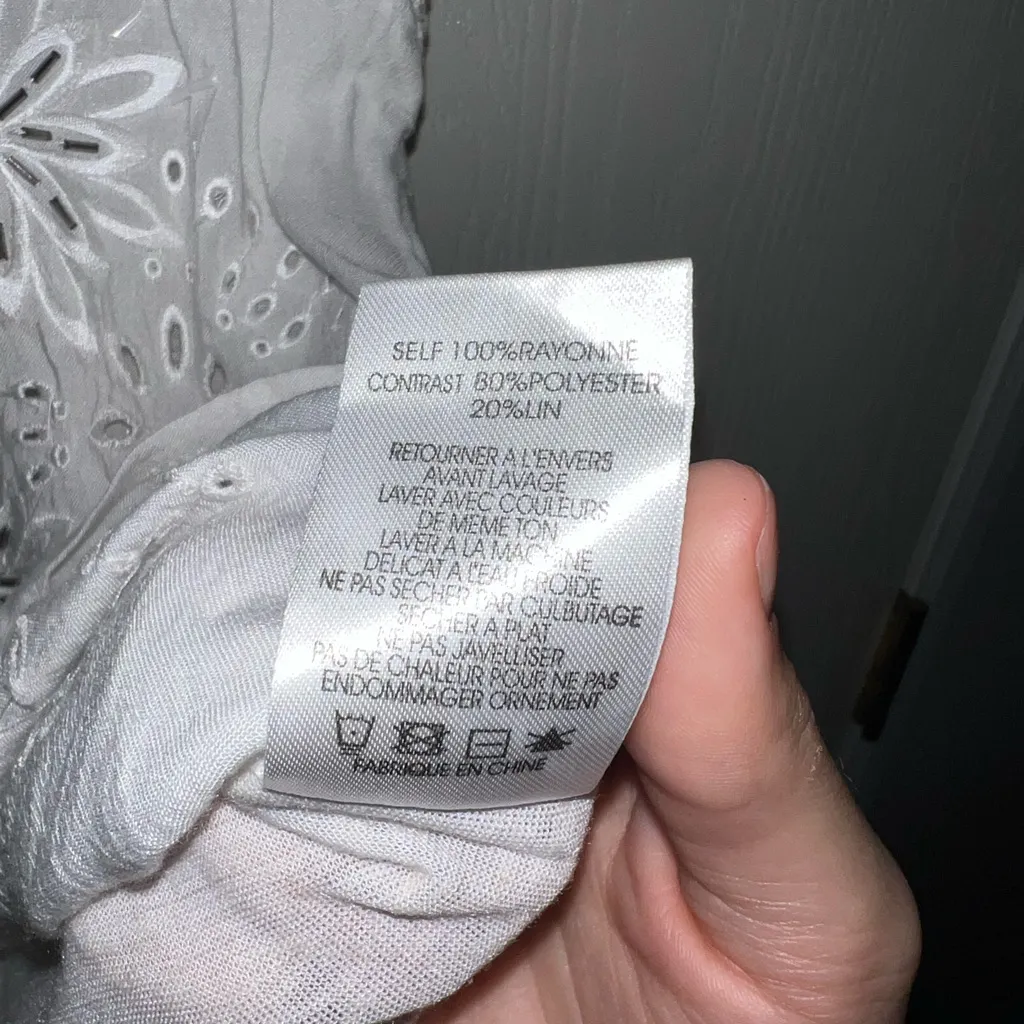 SELF 100%RAYONNE
CONTRAST 80%POLYESTER
20%LIN
RETOURNER A L'ENVERS
AVANT LAVAGE
LAVER AVEC COULEURS
DE MEME TON
LAVER A LA MACHINE
DELICAT A L'EAU FROIDE
NE PAS SECHER PAR CULBUTAGE
SECHER A PLAT
NE PAS JAVELLISER
PAS DE CHALEUR POUR NE PAS
ENDOMMAGER ORNEMENT
FABRIQUE EN CHINE